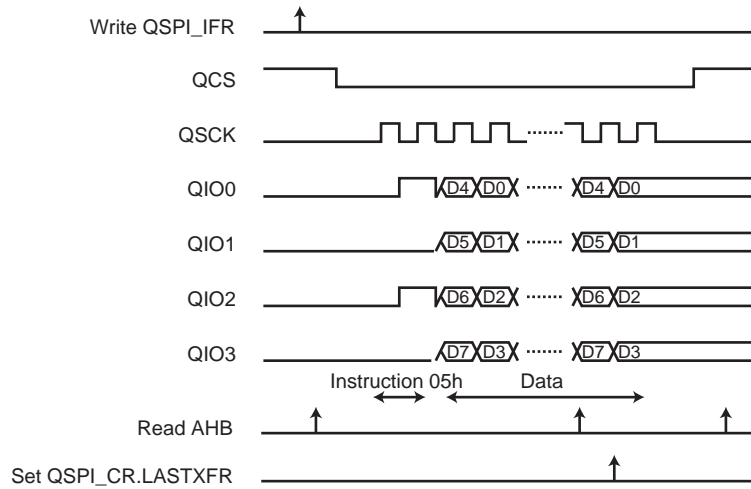 Write QSPI_IFR
QCS
QSCK
QIO0 D4 D0 D4 D0
QIO1 D5 D1 D5 D1
QIO2 D6 D2 D6 D2
QIO3 D7 D3 D7 D3
Instruction 05h Data
Read AHB
Set QSPI_CR.LASTXFR